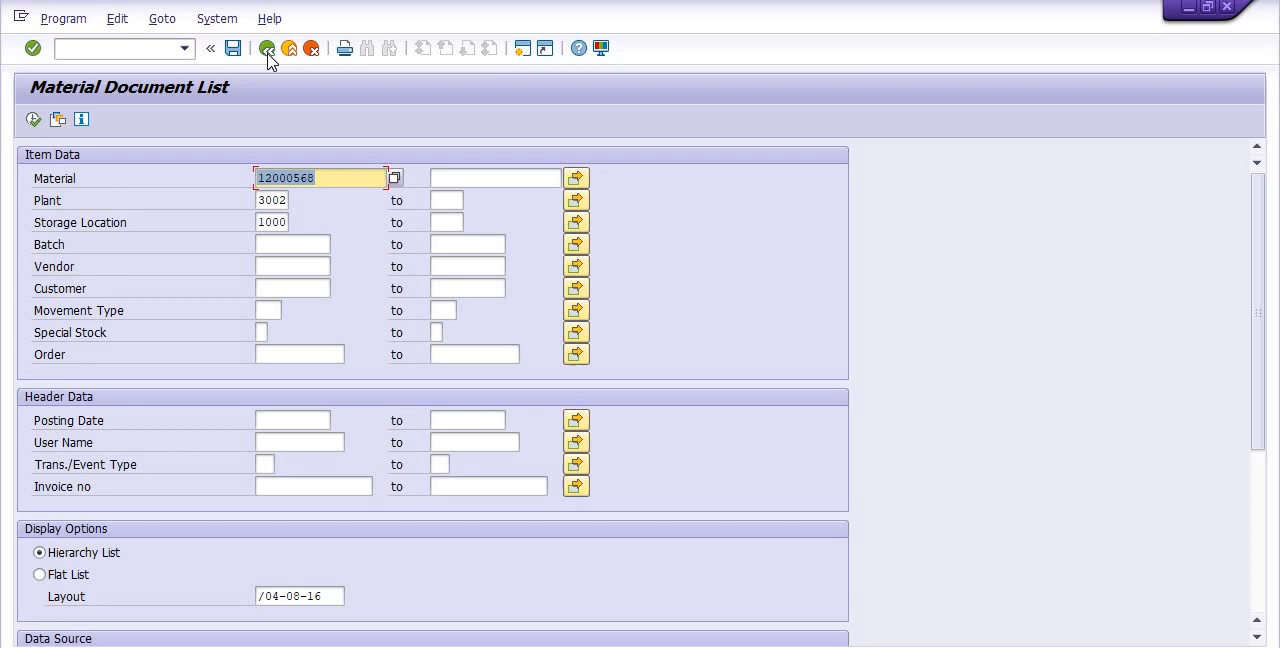 Program Edit Goto System Help
«
Material Document List
Item Data
Material 12000568
Plant 3002 to
Storage Location 1000 to
Batch to
Vendor to
Customer to
Movement Type to
Special Stock to
Order to
Header Data
Posting Date to
User Name to
Trans./Event Type to
Invoice no to
Display Options
Hierarchy List
Flat List
Layout /04-08-16
Data Source